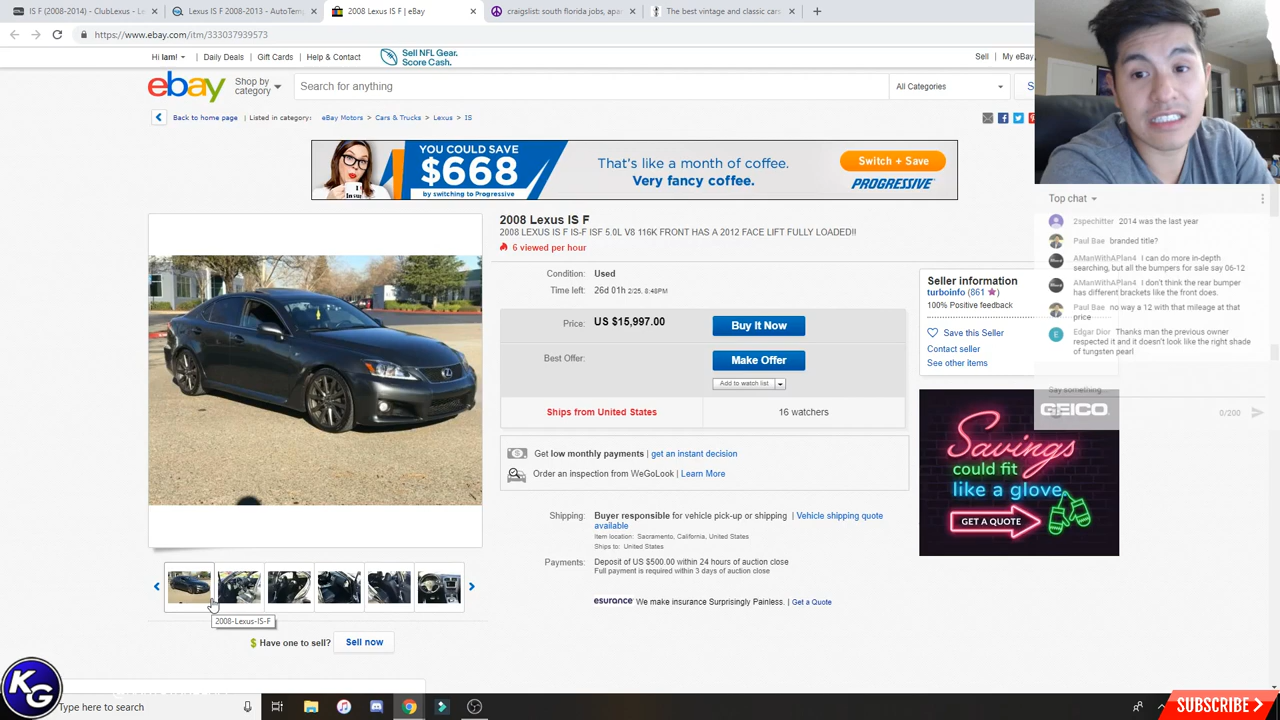 IS F (2008-2014) - ClubLexus - Le
Lexus IS F 2008-2013 - AutoTemp
2008 Lexus IS F | eBay
craigslist: south florida jobs, apar
The best vintage and classic cars
https://www.ebay.com/itm/333037939573
Hi Iam!
Daily Deals
Gift Cards
Help & Contact
Sell NFL Gear.
Score Cash.
Sell
My eBay
ebay
Shop by
category
Search for anything
All Categories
Back to home page
Listed in category:
eBay Motors > Cars & Trucks > Lexus > IS
YOU COULD SAVE
$668
by switching to Progressive
That's like a month of coffee.
Very fancy coffee.
Switch + Save
PROGRESSIVE
2008 Lexus IS F
2008 LEXUS IS F IS-F ISF 5.0L V8 116K FRONT HAS A 2012 FACE LIFT FULLY LOADED!!
6 viewed per hour
Condition: Used
Time left: 26d 01h 2/25, 8:48PM
Price: US $15,997.00
Buy It Now
Best Offer:
Make Offer
Add to watch list
Ships from United States
16 watchers
Get low monthly payments | get an instant decision
Order an inspection from WeGoLook | Learn More
Shipping: Buyer responsible for vehicle pick-up or shipping | Vehicle shipping quote
available
Item location: Sacramento, California, United States
Ships to: United States
Payments: Deposit of US $500.00 within 24 hours of auction close
Full payment is required within 3 days of auction close
esurance We make insurance Surprisingly Painless. | Get a Quote
Seller information
turboinfo (861)
100% Positive feedback
Save this Seller
Contact seller
See other items
Savings
could fit
like a glove
GET A QUOTE
GEICO
Top chat
2spechitter 2014 was the last year
Paul Bae branded title?
AManWithAPlan4 I can do more in-depth
searching, but all the bumpers for sale say 06-12
AManWithAPlan4 I don't think the rear bumper
has different brackets like the front does.
Paul Bae no way a 12 with that mileage at that
price
E
Edgar Dior Thanks man the previous owner
respected it and it doesn't look like the right shade
of tungsten pearl
Say something...
0/200
2008-Lexus-IS-F
Have one to sell? Sell now
KG
Type here to search
SUBSCRIBE